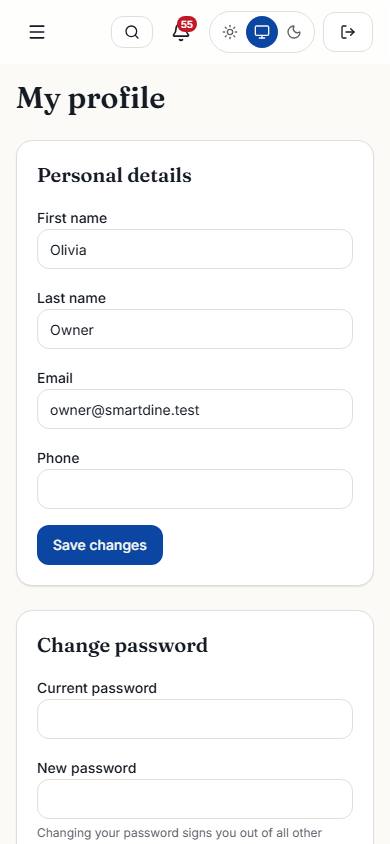 55
My profile
Personal details
First name
Olivia
Last name
Owner
Email
owner@smartdine.test
Phone
Save changes
Change password
Current password
New password
Changing your password signs you out of all other